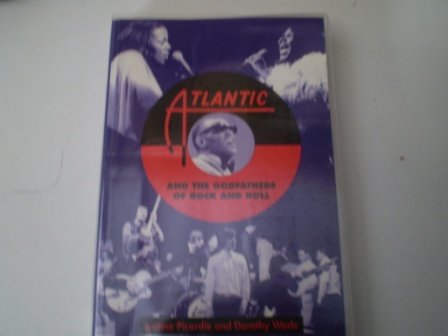 ATLANTIC
AND THE GODFATHERS
OF ROCK AND ROLL
Justine Picardie and Dorothy Wade